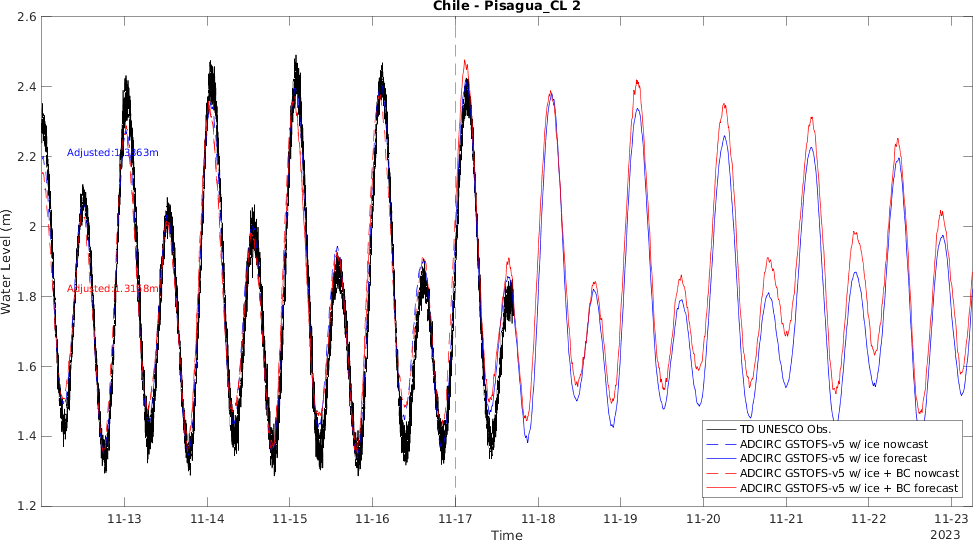 Chile - Pisagua_CL 2
2.6
2.4
2.2
2
1.8
1.6
1.4
1.2
Water Level (m)
Adjusted:
Adjusted:
TD UNESCO Obs.
ADCIRC GSTOFS-v5 w/ ice nowcast
ADCIRC GSTOFS-v5 w/ ice forecast
ADCIRC GSTOFS-v5 w/ ice + BC nowcast
ADCIRC GSTOFS-v5 w/ ice + BC forecast
11-13 11-14 11-15 11-16 11-17 11-18 11-19 11-20 11-21 11-22 11-23
Time
2023